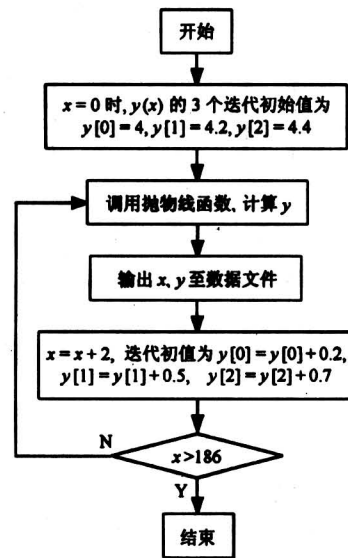 开始
x=0 时, y(x) 的 3 个迭代初始值为
y[0]=4, y[1]=4.2, y[2]=4.4
调用抛物线函数, 计算 y
输出 x, y 至数据文件
x=x+2, 迭代初值为 y[0]=y[0]+0.2,
y[1]=y[1]+0.5, y[2]=y[2]+0.7
N
x>186
Y
结束